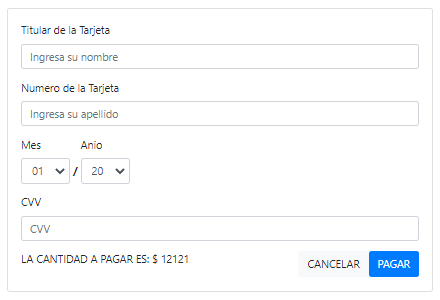 Titular de la Tarjeta
Ingresa su nombre
Numero de la Tarjeta
Ingresa su apellido
Mes Anio
01 / 20
CVV
CVV
LA CANTIDAD A PAGAR ES: $ 12121 CANCELAR PAGAR